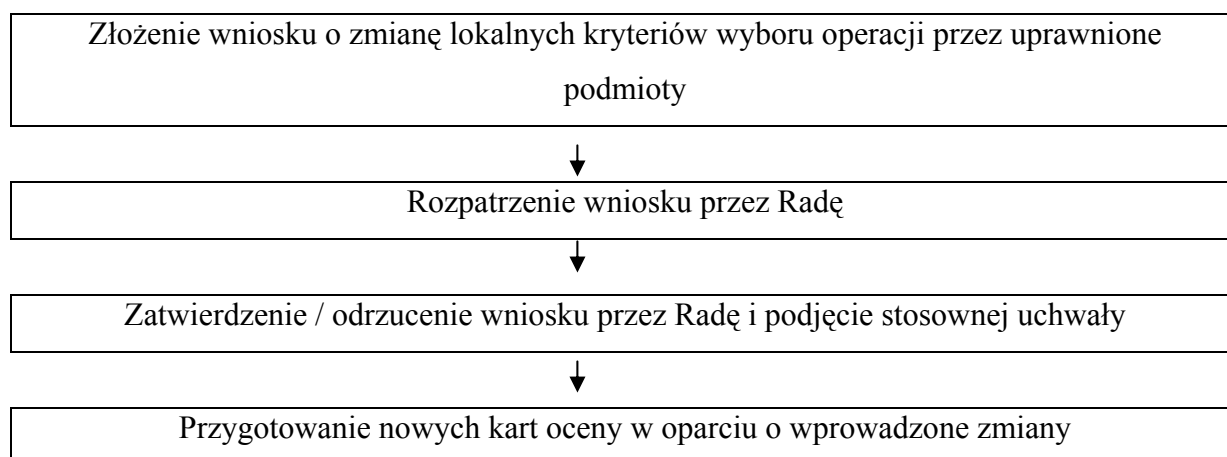 Złożenie wniosku o zmianę lokalnych kryteriów wyboru operacji przez uprawnione
podmioty
Rozpatrzenie wniosku przez Radę
Zatwierdzenie / odrzucenie wniosku przez Radę i podjęcie stosownej uchwały
Przygotowanie nowych kart oceny w oparciu o wprowadzone zmiany